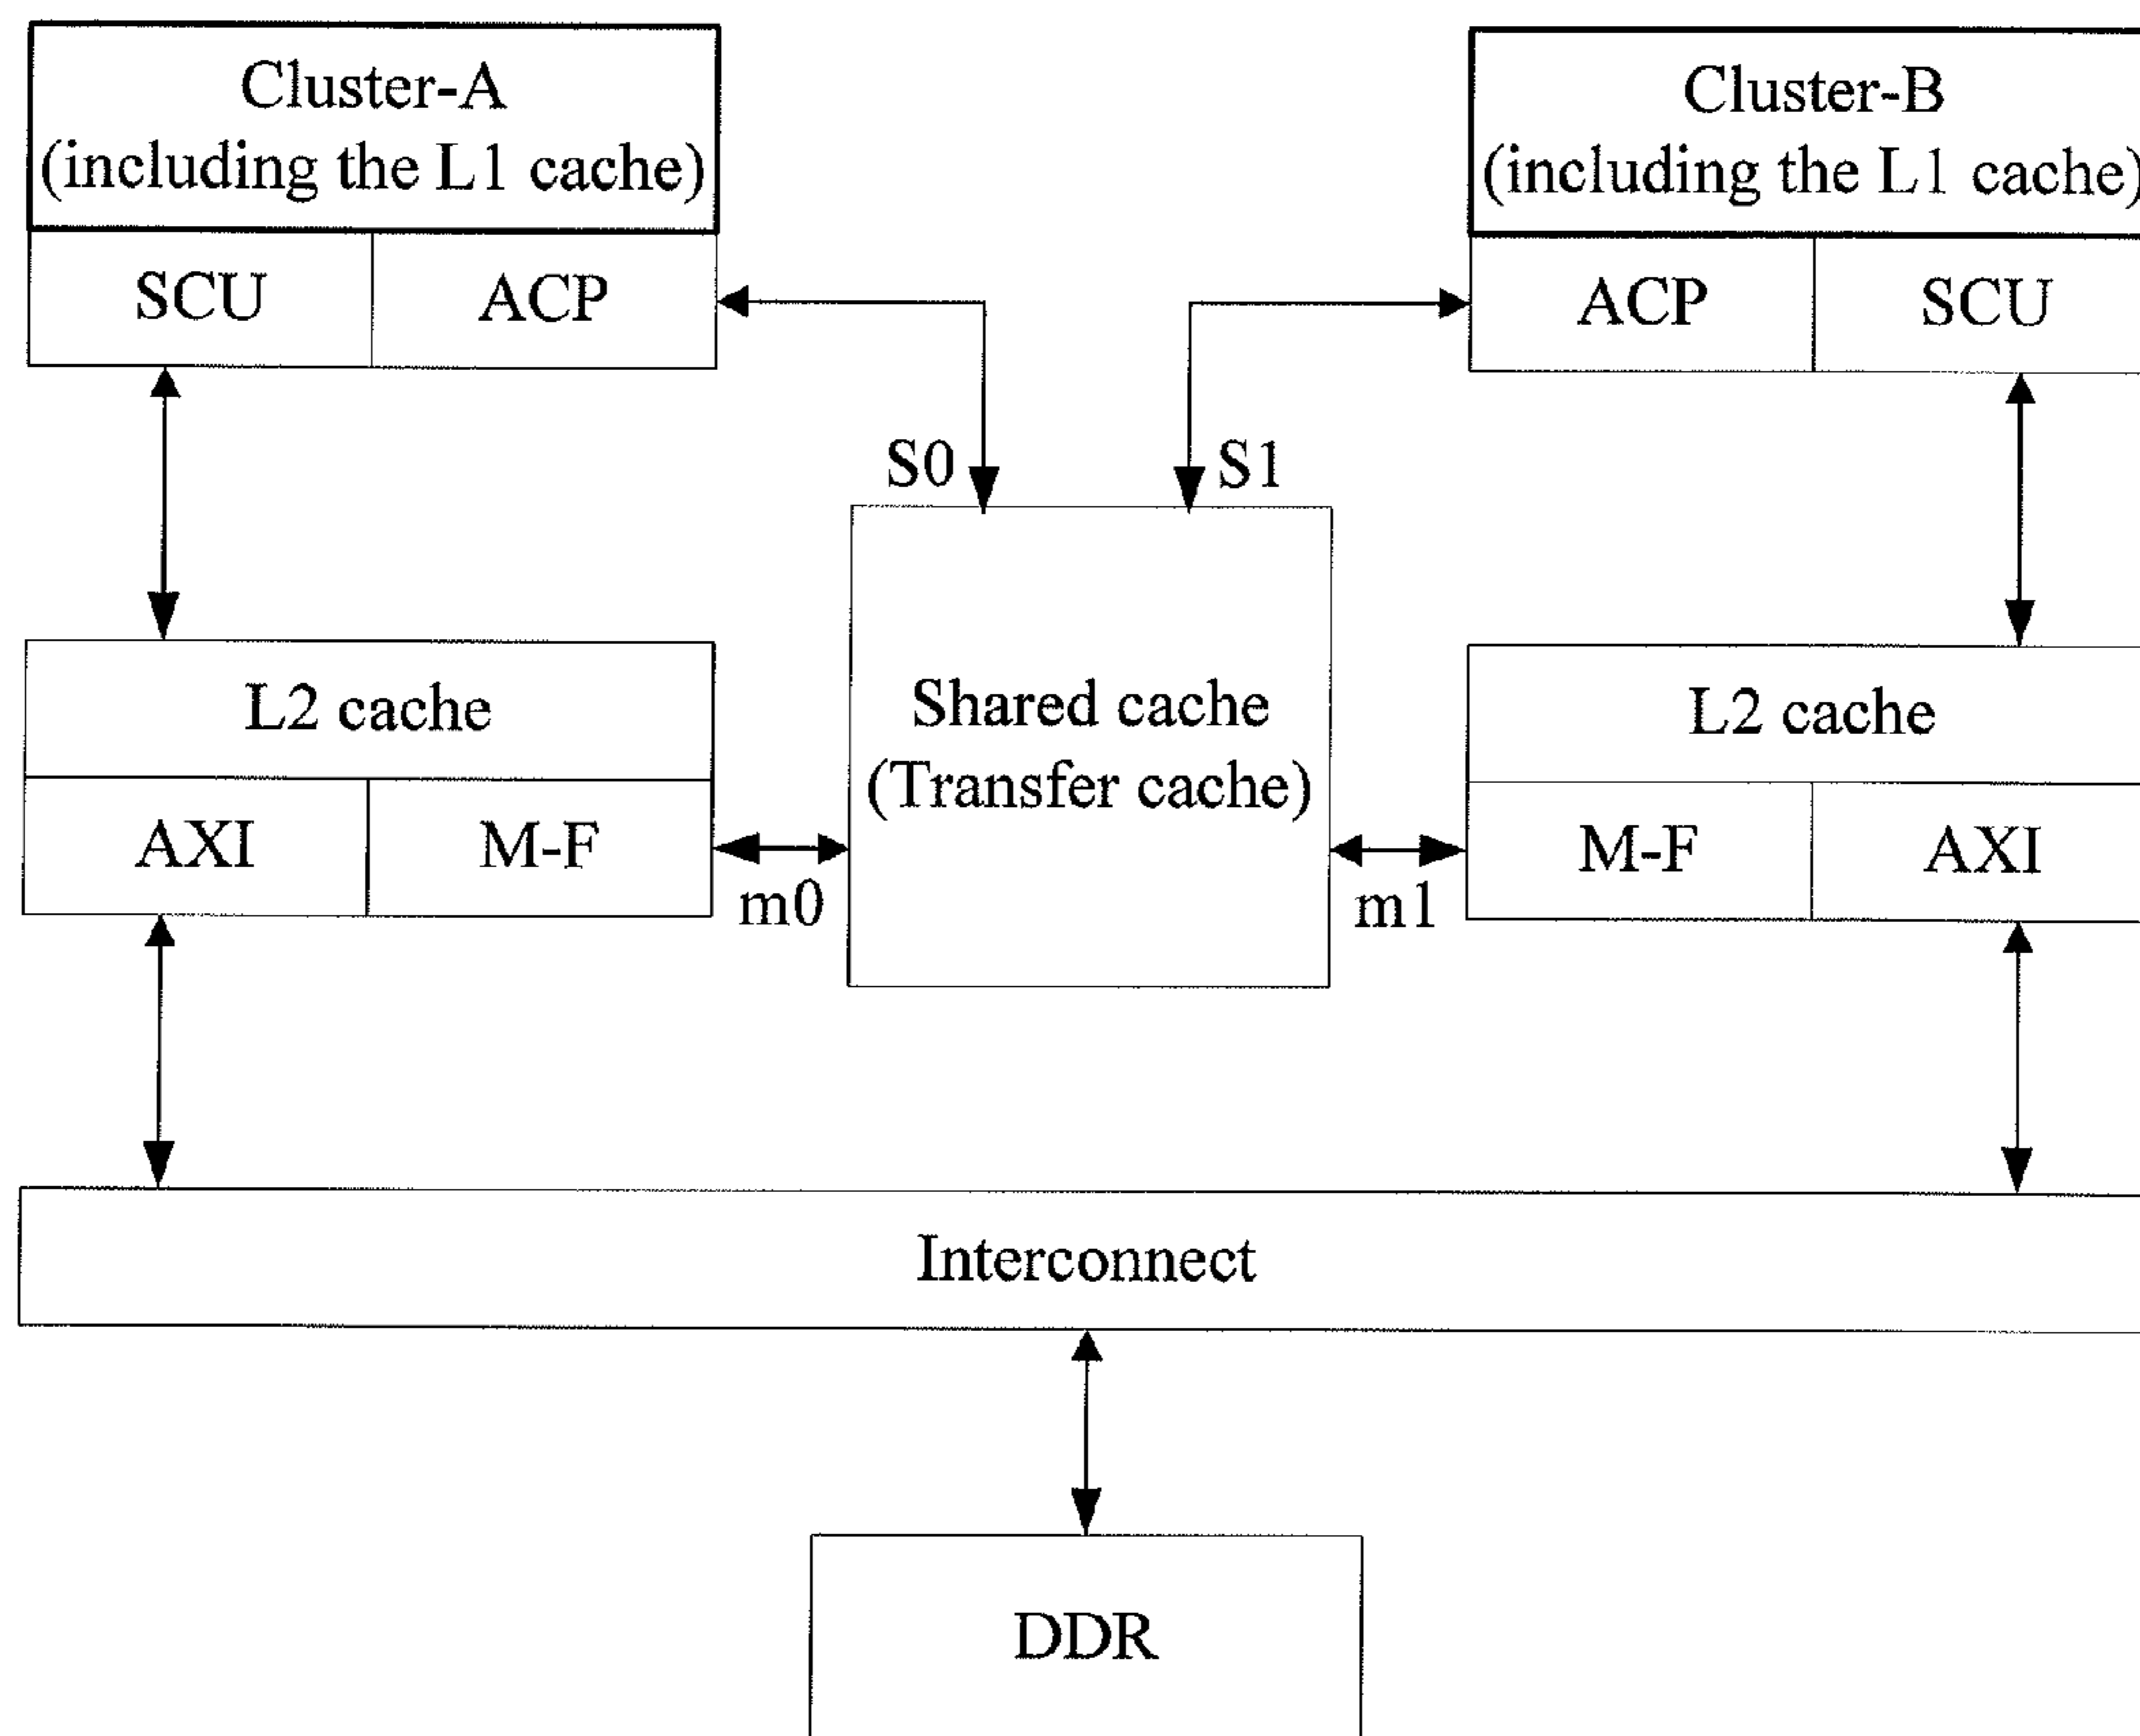 Cluster-A
(including the L1 cache)
SCU
ACP
Cluster-B
(including the L1 cache)
ACP
SCU
S0
S1
L2 cache
AXI
M-F
m0
Shared cache
(Transfer cache)
m1
L2 cache
M-F
AXI
Interconnect
DDR